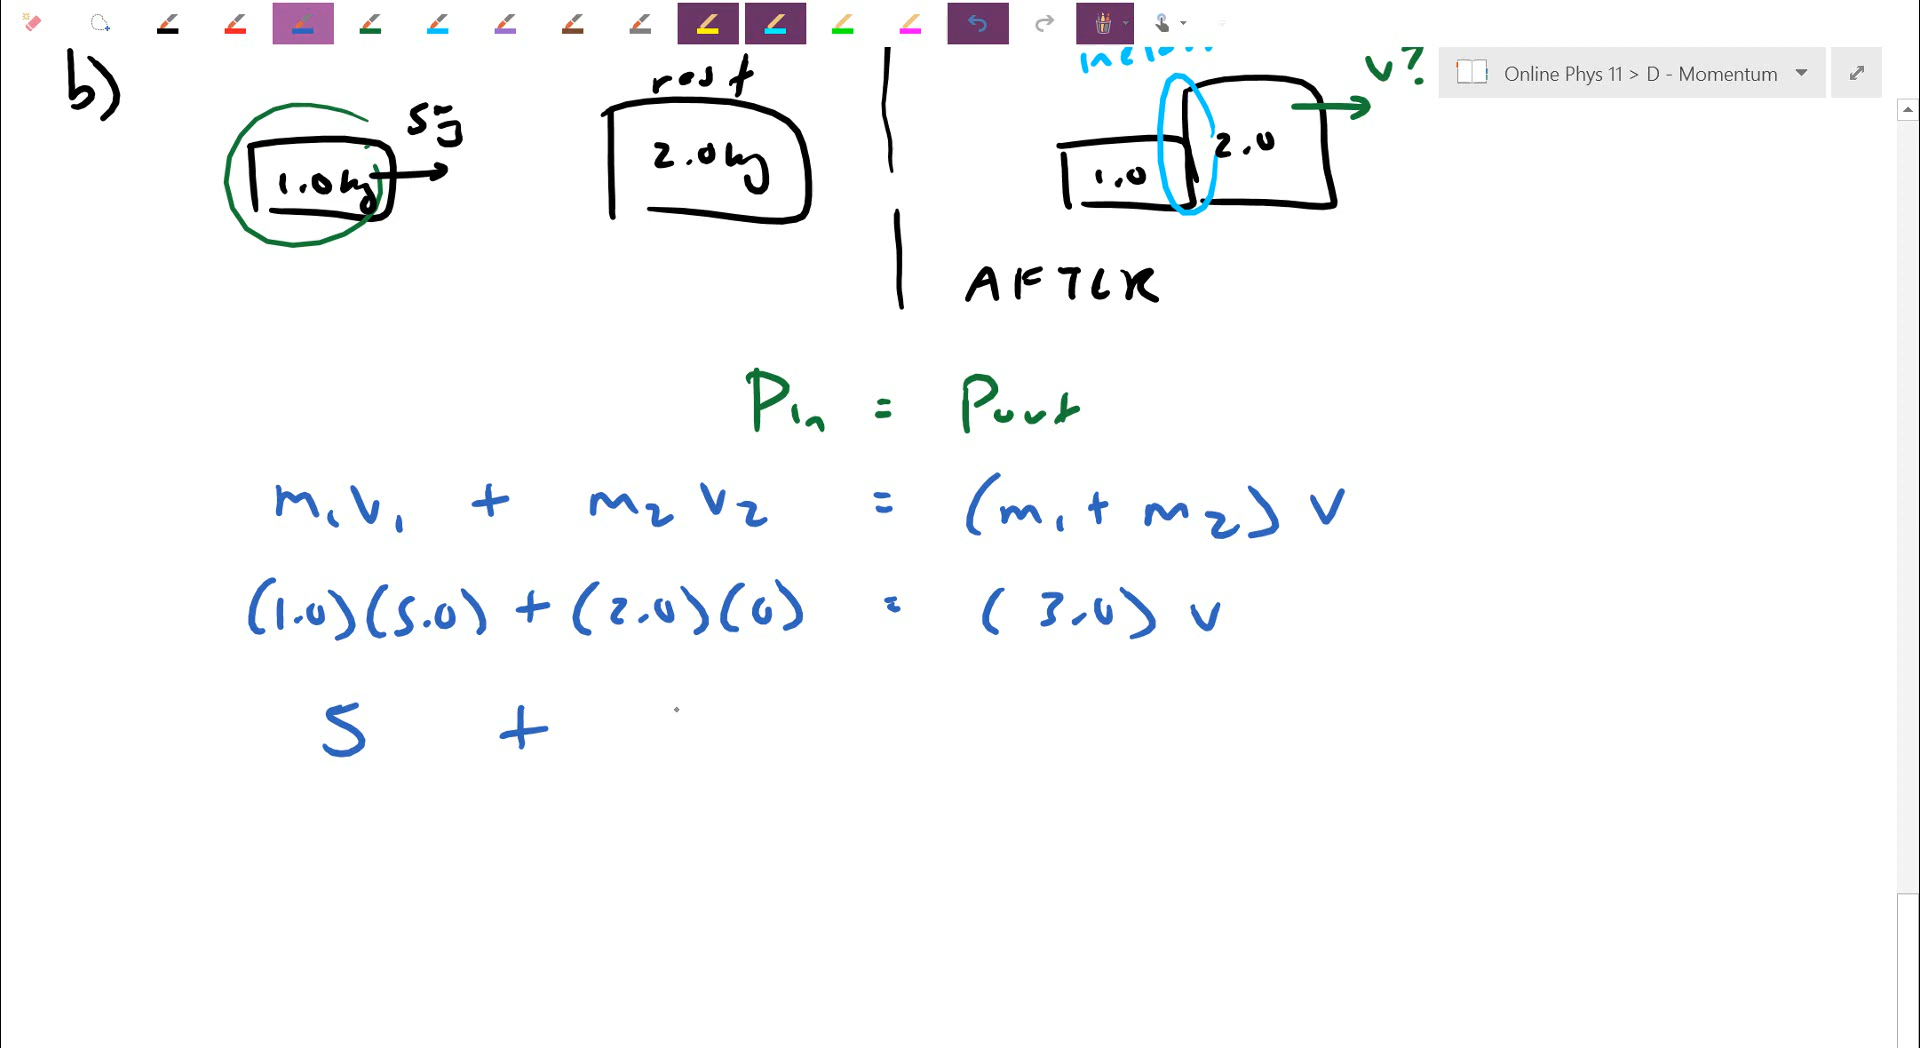 Online Phys 11 > D - Momentum
b)
rest
v?
1.0 kg
2.0 kg
1.0
2.0
AFTER
Pin = Pout
m₁v₁ + m₂v₂ = (m₁ + m₂) v
(1.0)(5.0) + (2.0)(0) = (3.0) v
5 +